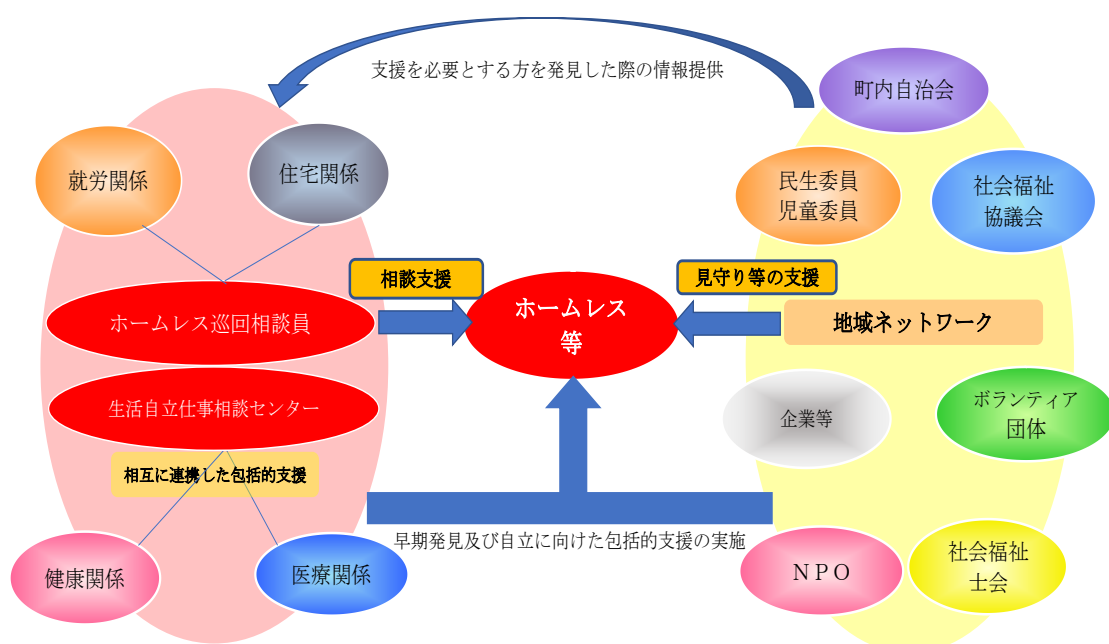 支援を必要とする方を発見した際の情報提供
町内自治会
就労関係
住宅関係
民生委員
児童委員
社会福祉
協議会
相談支援
見守り等の支援
ホームレス巡回相談員
ホームレス
等
地域ネットワーク
生活自立仕事相談センター
企業等
ボランティア
団体
相互に連携した包括的支援
早期発見及び自立に向けた包括的支援の実施
健康関係
医療関係
ＮＰＯ
社会福祉
士会